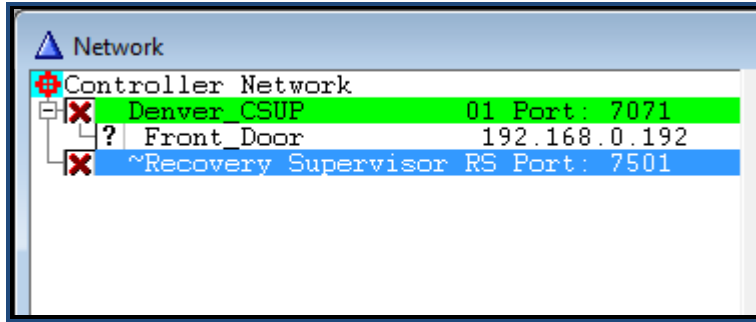 Network
Controller Network
Denver_CSUP 01 Port: 7071
? Front_Door 192.168.0.192
~Recovery Supervisor RS Port: 7501